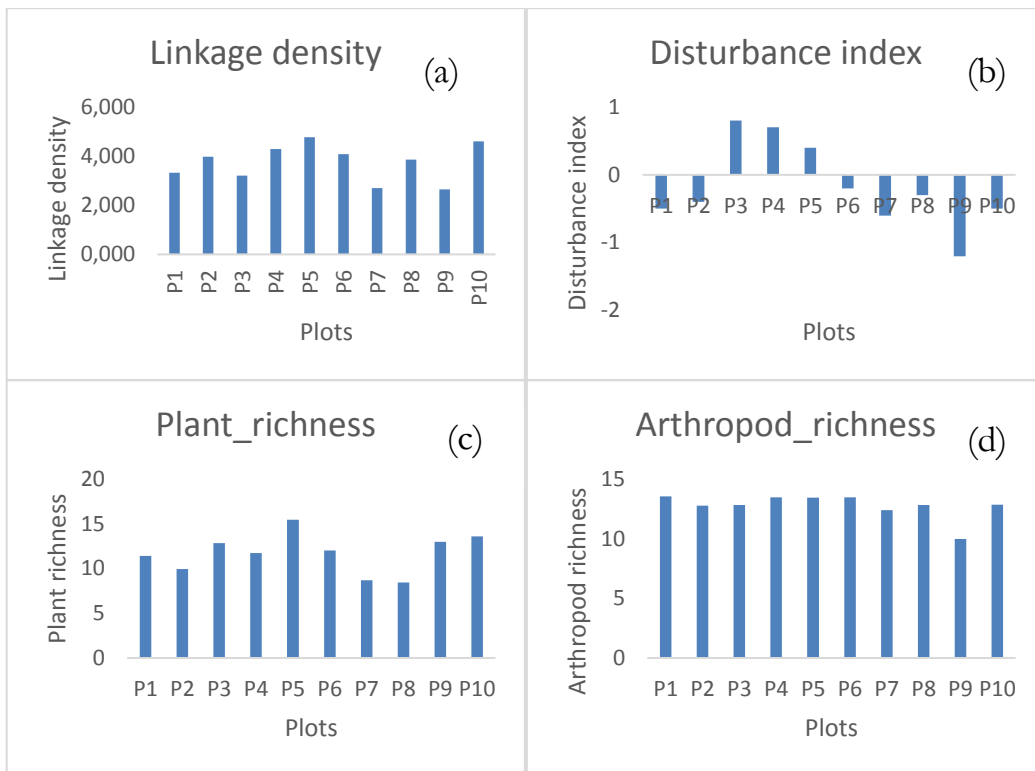 Linkage density
(a)
Linkage density
6,000
4,000
2,000
0,000
P1 P2 P3 P4 P5 P6 P7 P8 P9 P10
Plots
Disturbance index
(b)
Disturbance index
1
0
-1
-2
P1 P2 P3 P4 P5 P6 P7 P8 P9 P10
Plots
Plant_richness
(c)
Plant richness
20
15
10
5
0
P1 P2 P3 P4 P5 P6 P7 P8 P9 P10
Plots
Arthropod_richness
(d)
Arthropod richness
15
10
5
0
P1 P2 P3 P4 P5 P6 P7 P8 P9 P10
Plots